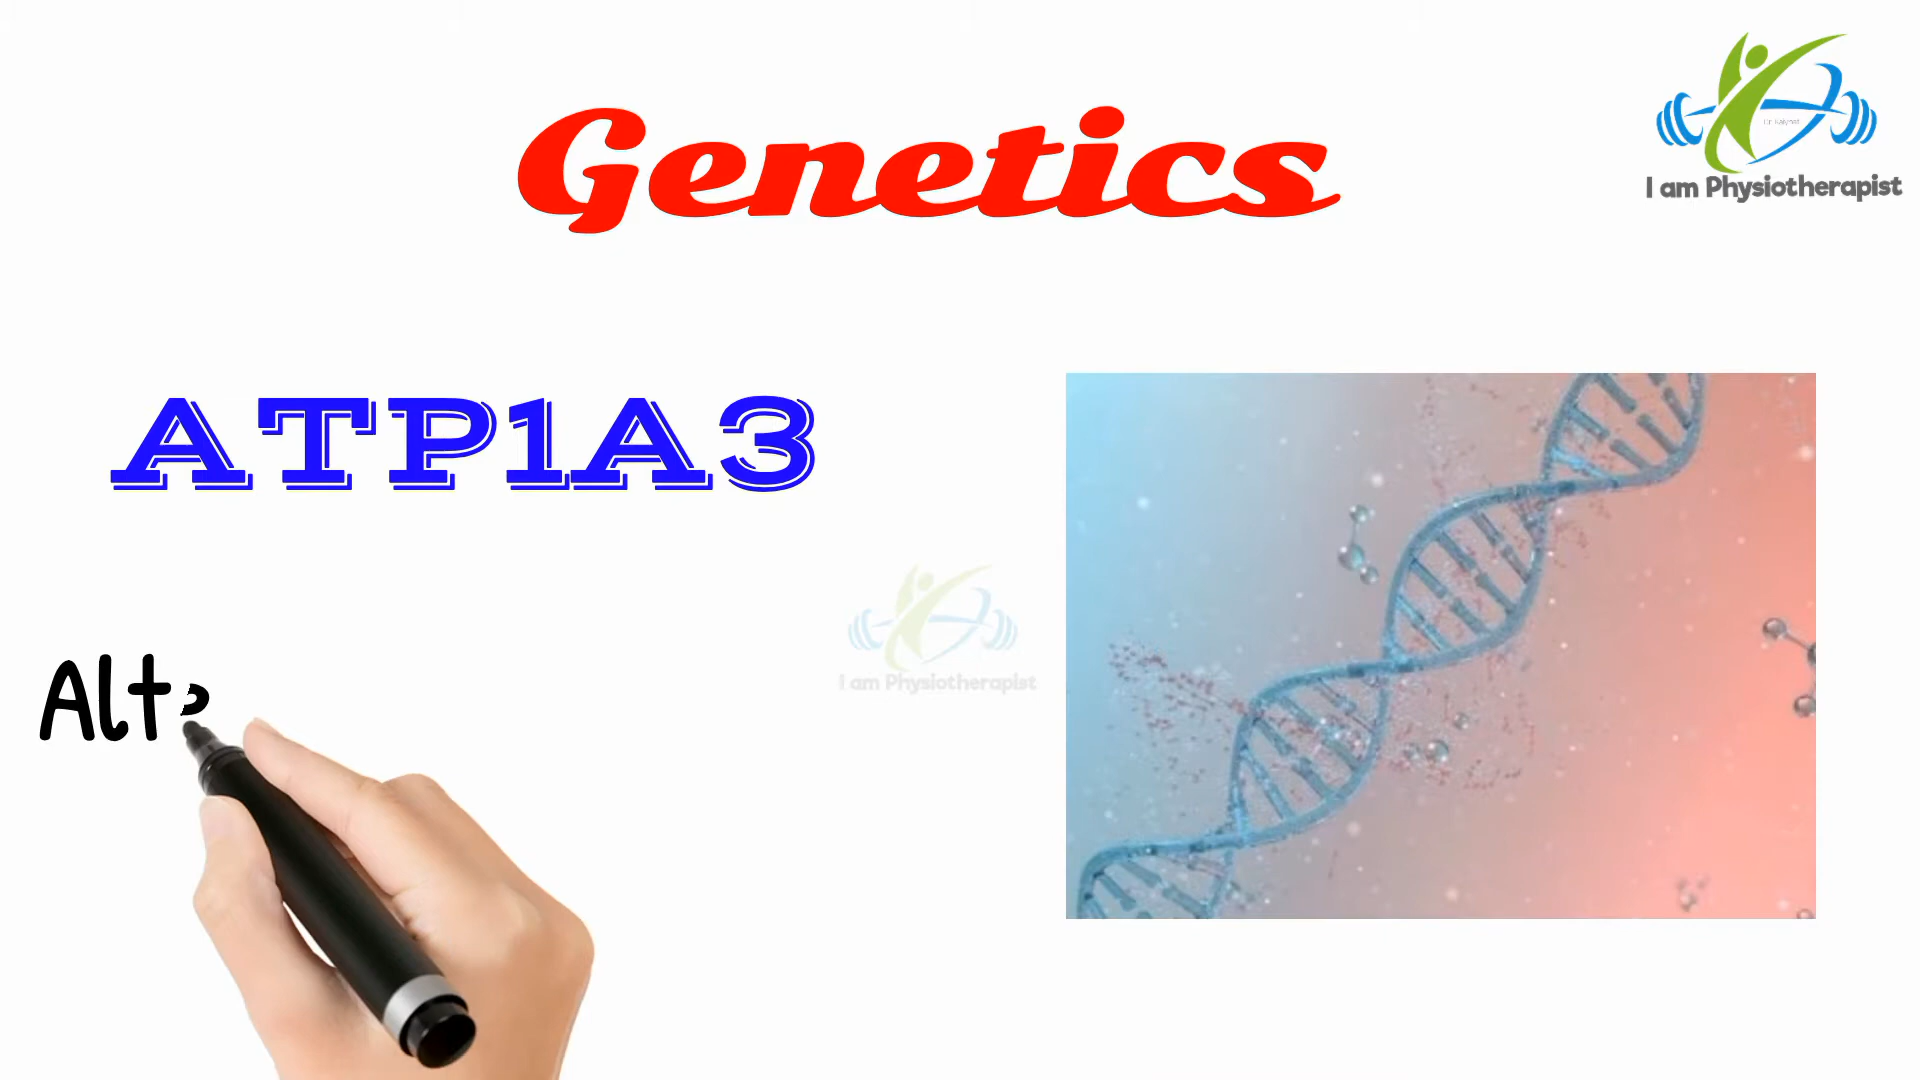 Genetics
I am Physiotherapist
ATP1A3
I am Physiotherapist
Alt